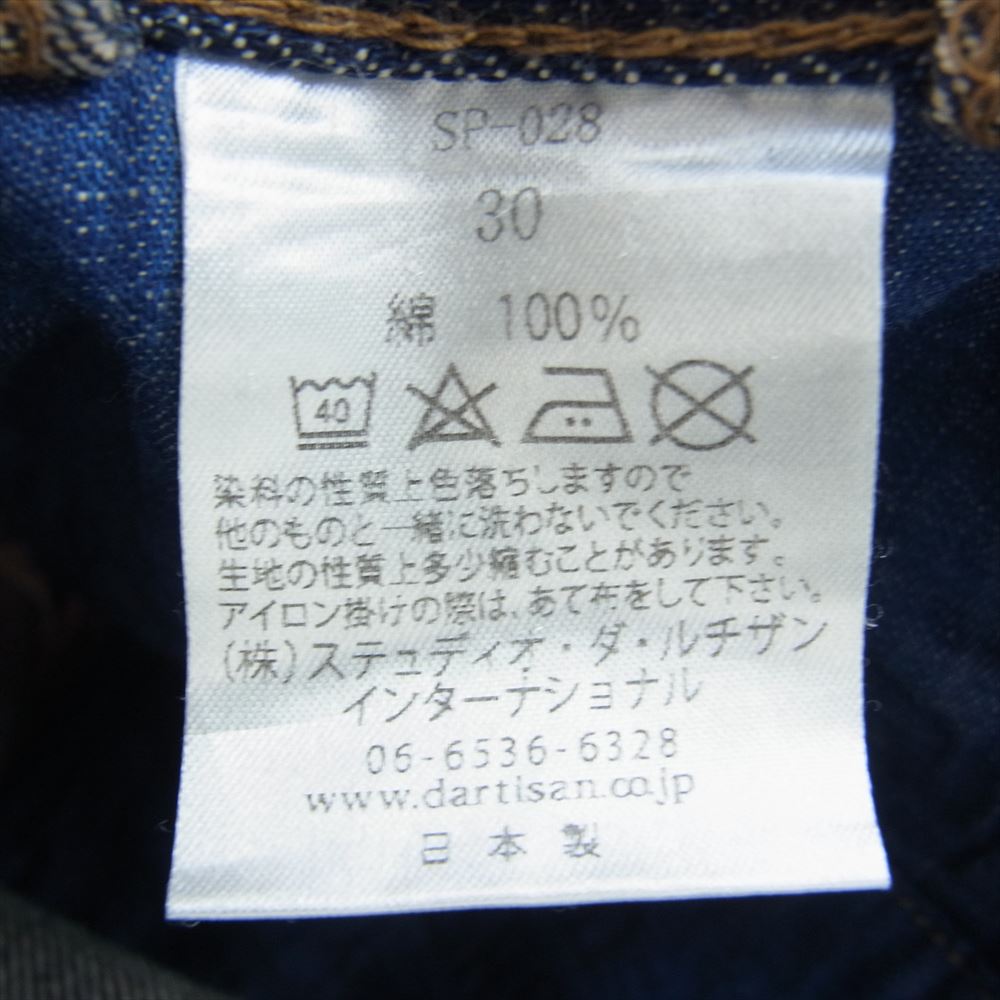 SP-028
30
綿 100%
40
染料の性質上色落ちしますので
他のものと一緒に洗わないでください。
生地の性質上多少縮むことがあります。
アイロン掛けの際は、あて布をして下さい。
(株)ステュディオ・ダ・ルチザン
インターナショナル
06-6536-6328
www.dartisan.co.jp
日本製